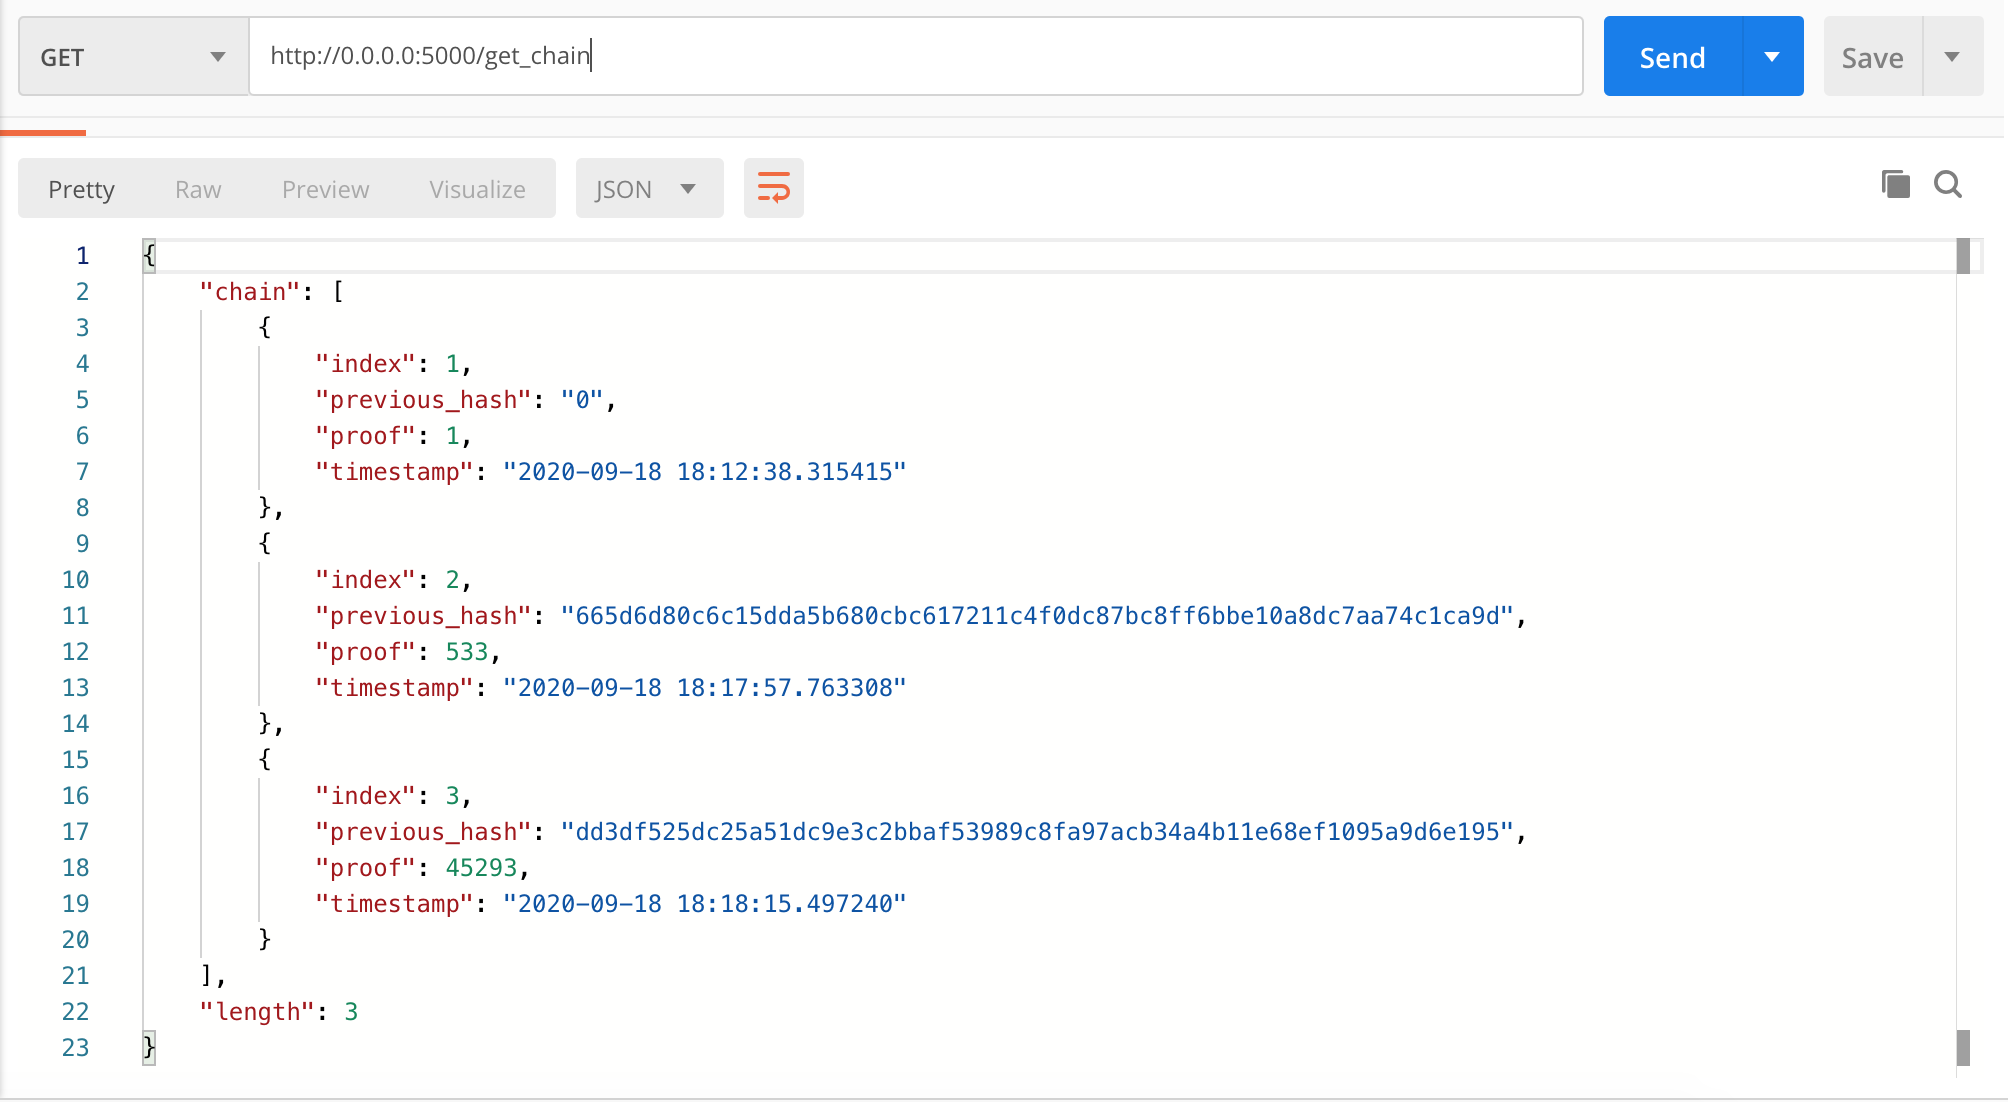 GET http://0.0.0.0:5000/get_chain Send Save
Pretty Raw Preview Visualize JSON
1 {
2 "chain": [
3 {
4 "index": 1,
5 "previous_hash": "0",
6 "proof": 1,
7 "timestamp": "2020-09-18 18:12:38.315415"
8 },
9 {
10 "index": 2,
11 "previous_hash": "665d6d80c6c15dda5b680cbc617211c4f0dc87bc8ff6bbe10a8dc7aa74c1ca9d",
12 "proof": 533,
13 "timestamp": "2020-09-18 18:17:57.763308"
14 },
15 {
16 "index": 3,
17 "previous_hash": "dd3df525dc25a51dc9e3c2bbaf53989c8fa97acb34a4b11e68ef1095a9d6e195",
18 "proof": 45293,
19 "timestamp": "2020-09-18 18:18:15.497240"
20 }
21 ],
22 "length": 3
23 }